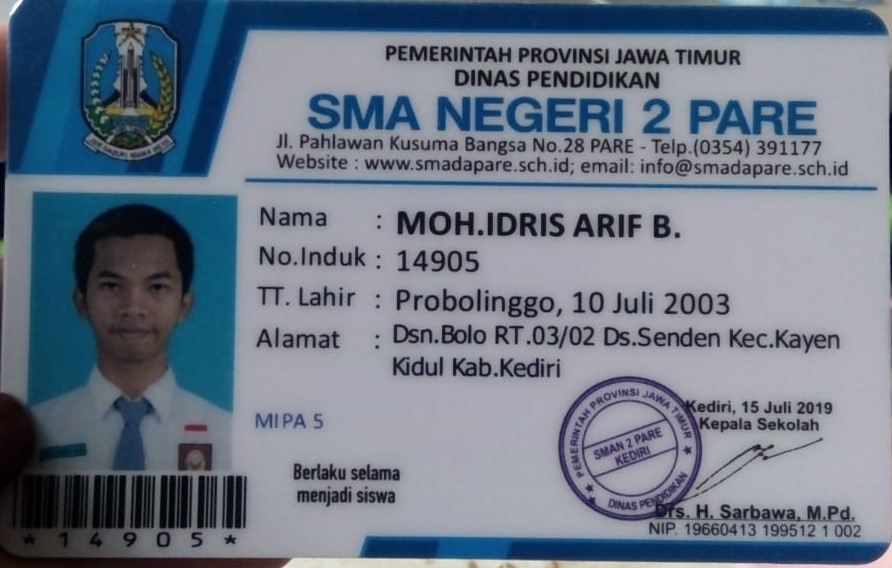 PEMERINTAH PROVINSI JAWA TIMUR
DINAS PENDIDIKAN
SMA NEGERI 2 PARE
Jl. Pahlawan Kusuma Bangsa No.28 PARE - Telp.(0354) 391177
Website : www.smadapare.sch.id; email: info@smadapare.sch.id
Nama : MOH.IDRIS ARIF B.
No.Induk : 14905
TT. Lahir : Probolinggo, 10 Juli 2003
Alamat : Dsn.Bolo RT.03/02 Ds.Senden Kec.Kayen
Kidul Kab.Kediri
MIPA 5
Berlaku selama
menjadi siswa
PEMERINTAH PROVINSI JAWA TIMUR
SMAN 2 PARE
KEDIRI
DINAS PENDIDIKAN
Kediri, 15 Juli 2019
Kepala Sekolah
Drs. H. Sarbawa, M.Pd.
NIP. 19660413 199512 1 002
*14905*